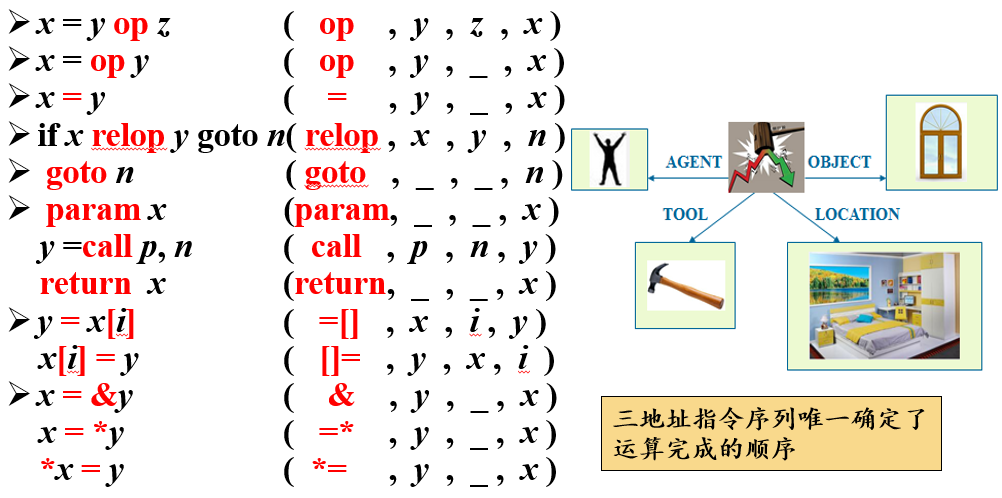 ➢ x = y op z ( op , y , z , x )
➢ x = op y ( op , y , _ , x )
➢ x = y ( = , y , _ , x )
➢ if x relop y goto n ( relop , x , y , n )
➢ goto n ( goto , _ , _ , n )
➢ param x (param, _ , _ , x )
y =call p, n ( call , p , n , y )
return x (return, _ , _ , x )
➢ y = x[i] ( =[] , x , i , y )
x[i] = y ( []= , y , x , i )
➢ x = &y ( & , y , _ , x )
x = *y ( =* , y , _ , x )
*x = y ( *= , y , _ , x )
AGENT
OBJECT
TOOL
LOCATION
三地址指令序列唯一确定了
运算完成的顺序